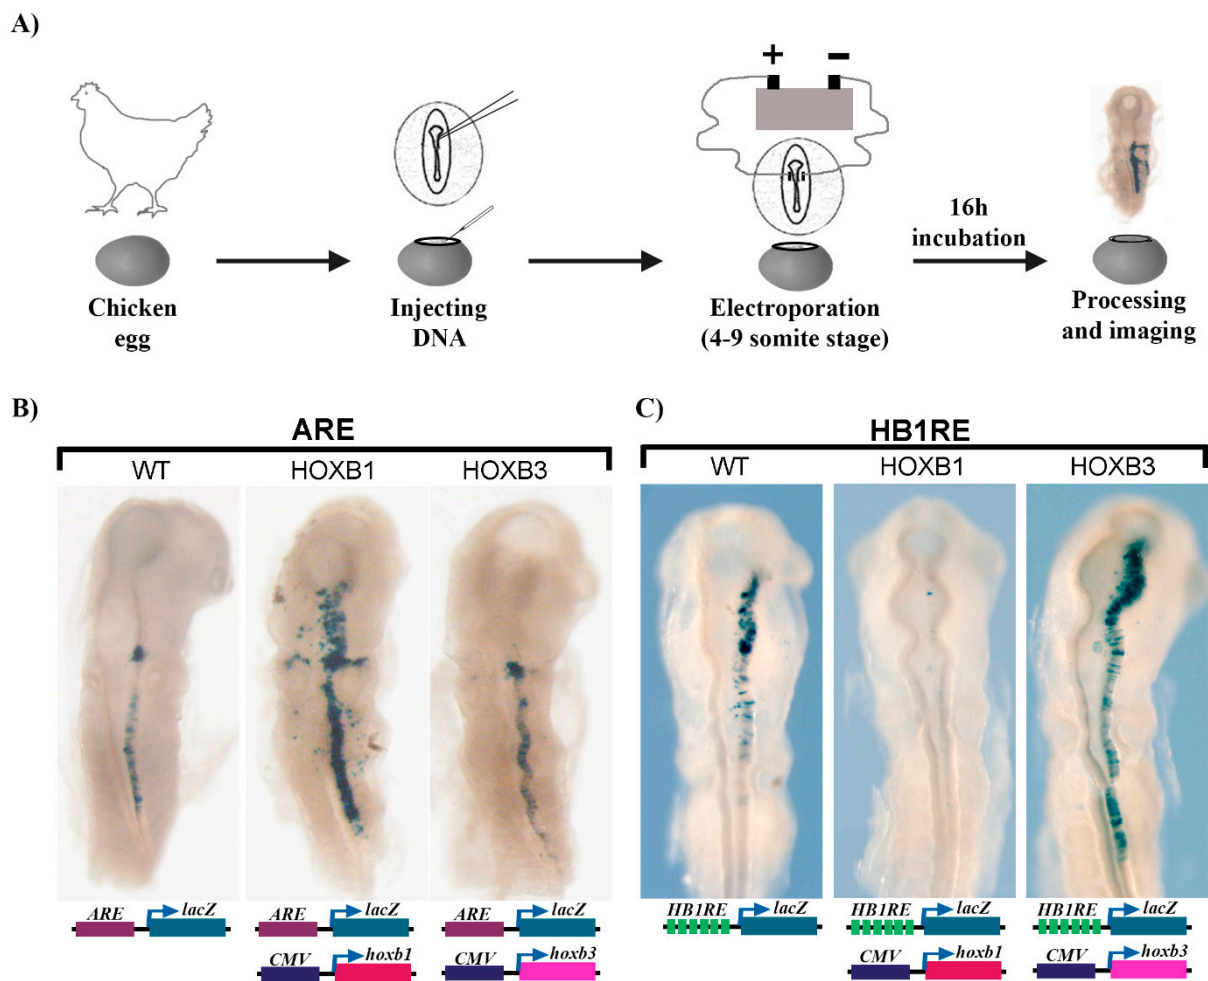 A)
+ −
16h
incubation
Chicken
egg
Injecting
DNA
Electroporation
(4-9 somite stage)
Processing
and imaging
B)
ARE
WT HOXB1 HOXB3
ARE lacZ
ARE lacZ
CMV hoxb1
ARE lacZ
CMV hoxb3
C)
HB1RE
WT HOXB1 HOXB3
HB1RE lacZ
HB1RE lacZ
CMV hoxb1
HB1RE lacZ
CMV hoxb3